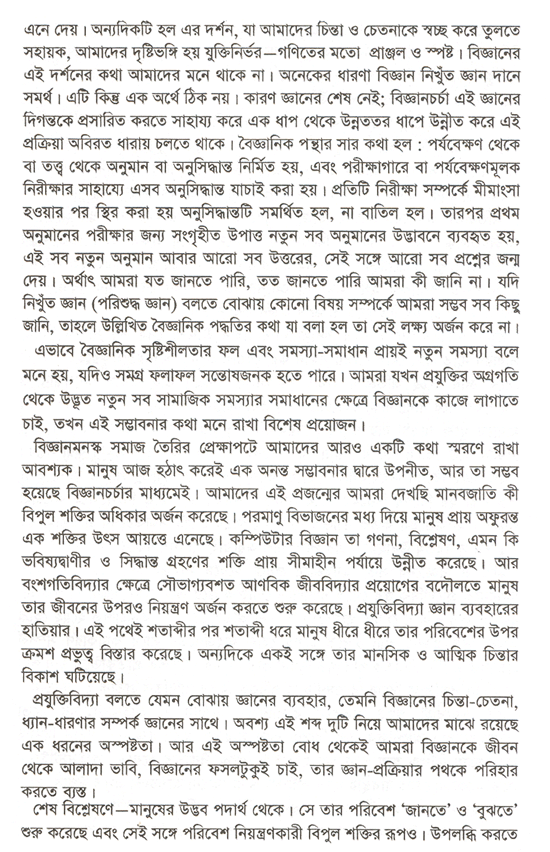 এনে দেয়। অন্যদিকটি হল এর দর্শন, যা আমাদের চিন্তা ও চেতনাকে স্বচ্ছ করে তুলতে
সহায়ক, আমাদের দৃষ্টিভঙ্গি হয় যুক্তিনির্ভর—গণিতের মতো প্রাঞ্জল ও স্পষ্ট। বিজ্ঞানের
এই দর্শনের কথা আমাদের মনে থাকে না। অনেকের ধারণা বিজ্ঞান নিখুঁত জ্ঞান দানে
সমর্থ। এটি কিন্তু এক অর্থে ঠিক নয়। কারণ জ্ঞানের শেষ নেই; বিজ্ঞানচর্চা এই জ্ঞানের
দিগন্তকে প্রসারিত করতে সাহায্য করে এক ধাপ থেকে উন্নততর ধাপে উন্নীত করে এই
প্রক্রিয়া অবিরত ধারায় চলতে থাকে। বৈজ্ঞানিক পন্থার সার কথা হল : পর্যবেক্ষণ থেকে
বা তত্ত্ব থেকে অনুমান বা অনুসিদ্ধান্ত নির্মিত হয়, এবং পরীক্ষাগারে বা পর্যবেক্ষণমূলক
নিরীক্ষার সাহায্যে এসব অনুসিদ্ধান্ত যাচাই করা হয়। প্রতিটি নিরীক্ষা সম্পর্কে মীমাংসা
হওয়ার পর স্থির করা হয় অনুসিদ্ধান্তটি সমর্থিত হল, না বাতিল হল। তারপর প্রথম
অনুমানের পরীক্ষার জন্য সংগৃহীত উপাত্ত নতুন সব অনুমানের উদ্ভাবনে ব্যবহৃত হয়,
এই সব নতুন অনুমান আবার আরো সব উত্তরের, সেই সঙ্গে আরো সব প্রশ্নের জন্ম
দেয়। অর্থাৎ আমরা যত জানতে পারি, তত জানতে পারি আমরা কী জানি না। যদি
নিখুঁত জ্ঞান (পরিশুদ্ধ জ্ঞান) বলতে বোঝায় কোনো বিষয় সম্পর্কে আমরা সম্ভব সব কিছু
জানি, তাহলে উল্লিখিত বৈজ্ঞানিক পদ্ধতির কথা যা বলা হল তা সেই লক্ষ্য অর্জন করে না।
এভাবে বৈজ্ঞানিক সৃষ্টিশীলতার ফল এবং সমস্যা-সমাধান প্রায়ই নতুন সমস্যা বলে
মনে হয়, যদিও সমগ্র ফলাফল সন্তোষজনক হতে পারে। আমরা যখন প্রযুক্তির অগ্রগতি
থেকে উদ্ভূত নতুন সব সামাজিক সমস্যার সমাধানের ক্ষেত্রে বিজ্ঞানকে কাজে লাগাতে
চাই, তখন এই সম্ভাবনার কথা মনে রাখা বিশেষ প্রয়োজন।
বিজ্ঞানমনস্ক সমাজ তৈরির প্রেক্ষাপটে আমাদের আরও একটি কথা স্মরণে রাখা
আবশ্যক। মানুষ আজ হঠাৎ করেই এক অনন্ত সম্ভাবনার দ্বারে উপনীত, আর তা সম্ভব
হয়েছে বিজ্ঞানচর্চার মাধ্যমেই। আমাদের এই প্রজন্মের আমরা দেখছি মানবজাতি কী
বিপুল শক্তির অধিকার অর্জন করেছে। পরমাণু বিভাজনের মধ্য দিয়ে মানুষ প্রায় অফুরন্ত
এক শক্তির উৎস আয়ত্তে এনেছে। কম্পিউটার বিজ্ঞান তা গণনা, বিশ্লেষণ, এমন কি
ভবিষ্যদ্বাণীর ও সিদ্ধান্ত গ্রহণের শক্তি প্রায় সীমাহীন পর্যায়ে উন্নীত করেছে। আর
বংশগতিবিদ্যার ক্ষেত্রে সৌভাগ্যবশত আণবিক জীববিদ্যার প্রয়োগের বদৌলতে মানুষ
তার জীবনের উপরও নিয়ন্ত্রণ অর্জন করতে শুরু করেছে। প্রযুক্তিবিদ্যা জ্ঞান ব্যবহারের
হাতিয়ার। এই পথেই শতাব্দীর পর শতাব্দী ধরে মানুষ ধীরে ধীরে তার পরিবেশের উপর
ক্রমশ প্রভুত্ব বিস্তার করেছে। অন্যদিকে একই সঙ্গে তার মানসিক ও আত্মিক চিন্তার
বিকাশ ঘটিয়েছে।
প্রযুক্তিবিদ্যা বলতে যেমন বোঝায় জ্ঞানের ব্যবহার, তেমনি বিজ্ঞানের চিন্তা-চেতনা,
ধ্যান-ধারণার সম্পর্ক জ্ঞানের সাথে। অবশ্য এই শব্দ দুটি নিয়ে আমাদের মাঝে রয়েছে
এক ধরনের অস্পষ্টতা। আর এই অস্পষ্টতা বোধ থেকেই আমরা বিজ্ঞানকে জীবন
থেকে আলাদা ভাবি, বিজ্ঞানের ফসলটুকুই চাই, তার জ্ঞান-প্রক্রিয়ার পথকে পরিহার
করতে ব্যস্ত।
শেষ বিশ্লেষণে—মানুষের উদ্ভব পদার্থ থেকে। সে তার পরিবেশ ‘জানতে’ ও ‘বুঝতে’
শুরু করেছে এবং সেই সঙ্গে পরিবেশ নিয়ন্ত্রণকারী বিপুল শক্তির রূপও। উপলব্ধি করতে